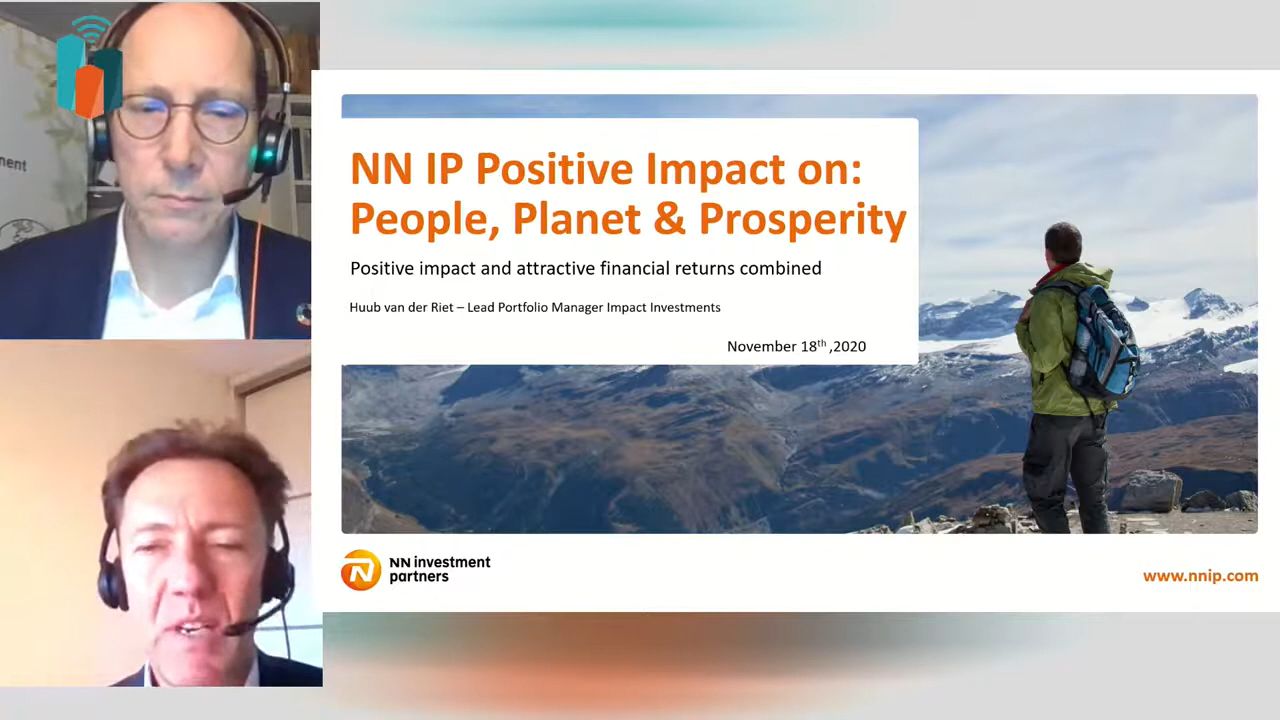 nent
NN IP Positive Impact on:
People, Planet & Prosperity
Positive impact and attractive financial returns combined
Huub van der Riet – Lead Portfolio Manager Impact Investments
November 18th ,2020
NN investment
partners
www.nnip.com